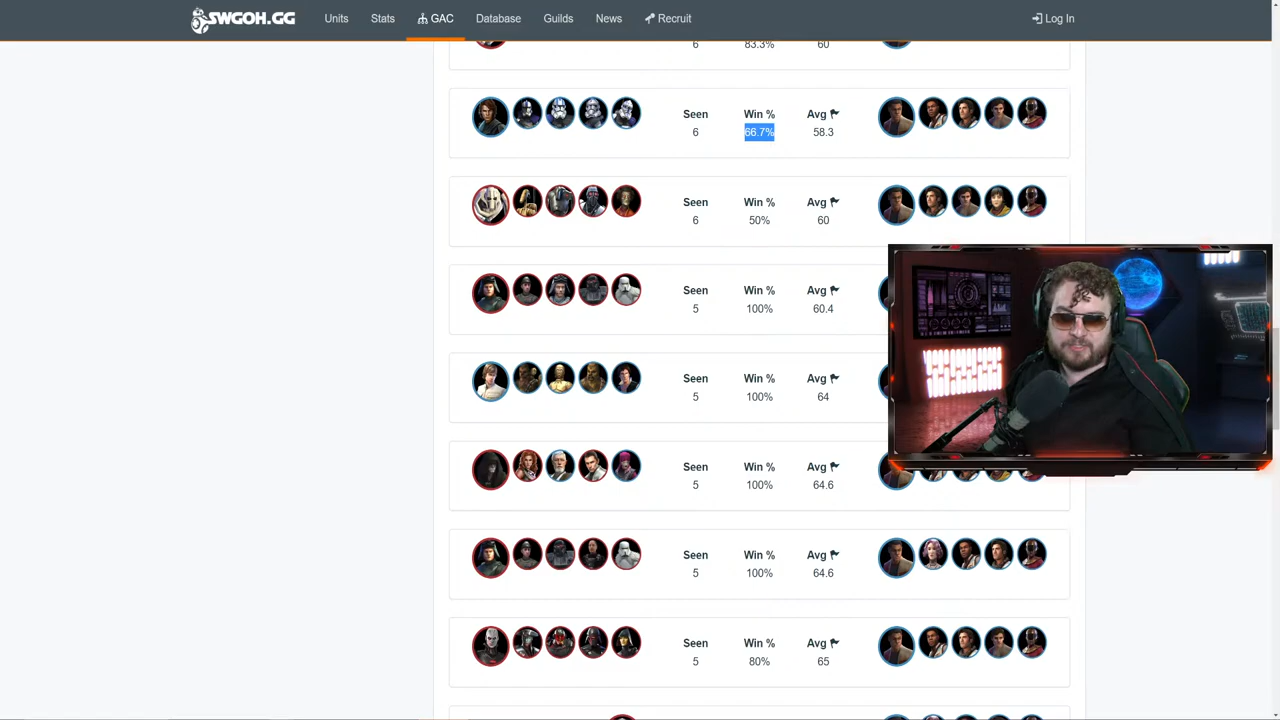 SWGOH.GG Units Stats GAC Database Guilds News Recruit Log In
6 83.3% 60
Seen Win % Avg
6 66.7% 58.3
Seen Win % Avg
6 50% 60
Seen Win % Avg
5 100% 60.4
Seen Win % Avg
5 100% 64
Seen Win % Avg
5 100% 64.6
Seen Win % Avg
5 100% 64.6
Seen Win % Avg
5 80% 65